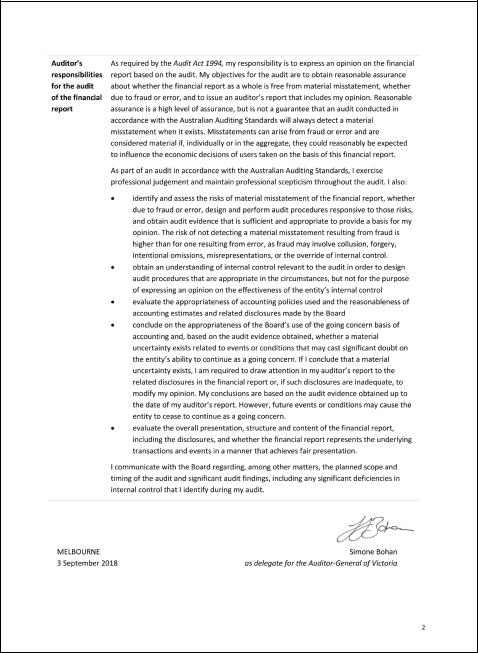 Auditor's
responsibilities
for the audit
of the financial
report
As required by the Audit Act 1994, my responsibility is to express an opinion on the financial
report based on the audit. My objectives for the audit are to obtain reasonable assurance
about whether the financial report as a whole is free from material misstatement, whether
due to fraud or error, and to issue an auditor's report that includes my opinion. Reasonable
assurance is a high level of assurance, but is not a guarantee that an audit conducted in
accordance with the Australian Auditing Standards will always detect a material
misstatement when it exists. Misstatements can arise from fraud or error and are
considered material if, individually or in the aggregate, they could reasonably be expected
to influence the economic decisions of users taken on the basis of this financial report.
As part of an audit in accordance with the Australian Auditing Standards, I exercise
professional judgement and maintain professional scepticism throughout the audit. I also:
• identify and assess the risks of material misstatement of the financial report, whether
due to fraud or error, design and perform audit procedures responsive to those risks,
and obtain audit evidence that is sufficient and appropriate to provide a basis for my
opinion. The risk of not detecting a material misstatement resulting from fraud is
higher than for one resulting from error, as fraud may involve collusion, forgery,
intentional omissions, misrepresentations, or the override of internal control.
• obtain an understanding of internal control relevant to the audit in order to design
audit procedures that are appropriate in the circumstances, but not for the purpose
of expressing an opinion on the effectiveness of the entity's internal control
• evaluate the appropriateness of accounting policies used and the reasonableness of
accounting estimates and related disclosures made by the Board
• conclude on the appropriateness of the Board's use of the going concern basis of
accounting and, based on the audit evidence obtained, whether a material
uncertainty exists related to events or conditions that may cast significant doubt on
the entity's ability to continue as a going concern. If I conclude that a material
uncertainty exists, I am required to draw attention in my auditor's report to the
related disclosures in the financial report or, if such disclosures are inadequate, to
modify my opinion. My conclusions are based on the audit evidence obtained up to
the date of my auditor's report. However, future events or conditions may cause the
entity to cease to continue as a going concern.
• evaluate the overall presentation, structure and content of the financial report,
including the disclosures, and whether the financial report represents the underlying
transactions and events in a manner that achieves fair presentation.
I communicate with the Board regarding, among other matters, the planned scope and
timing of the audit and significant audit findings, including any significant deficiencies in
internal control that I identify during my audit.
MELBOURNE
3 September 2018
Simone Bohan
as delegate for the Auditor-General of Victoria
2